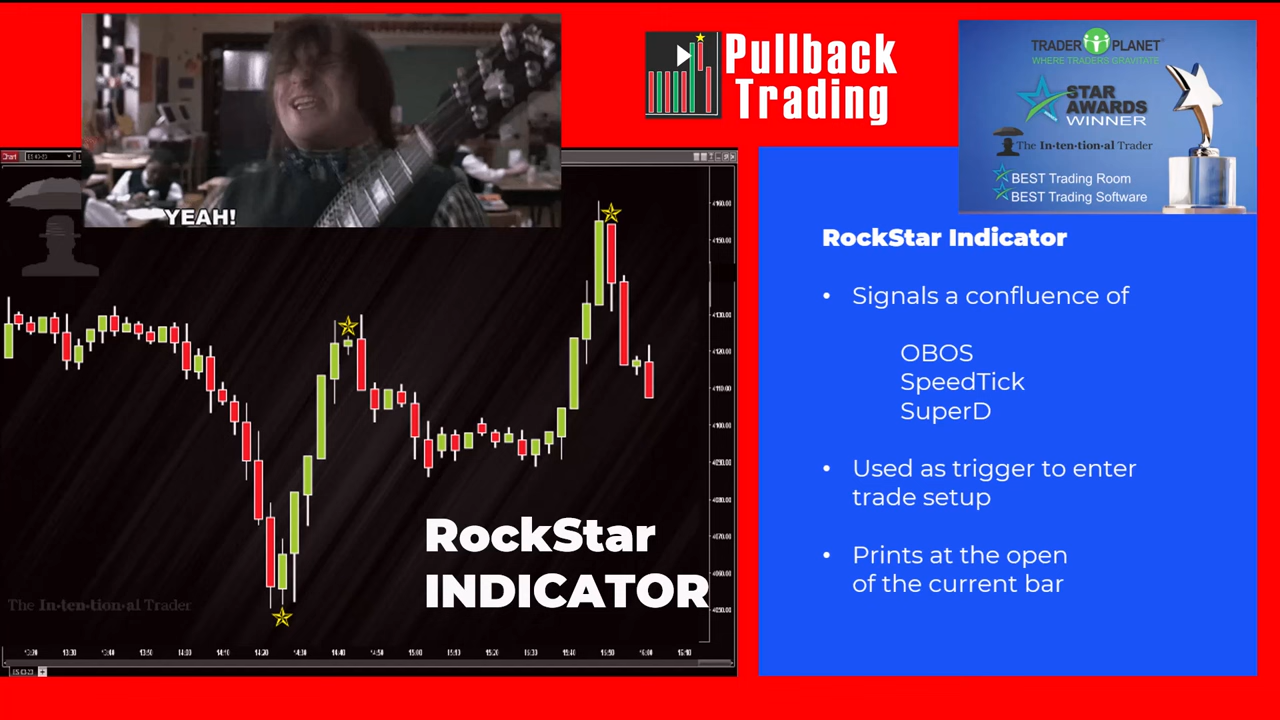 YEAH!
Pullback
Trading
TRADER PLANET
WHERE TRADERS GRAVITATE
STAR
AWARDS
WINNER
The In·ten·tion·al Trader
BEST Trading Room
BEST Trading Software
Chart
RockStar Indicator
• Signals a confluence of
OBOS
SpeedTick
SuperD
• Used as trigger to enter
trade setup
• Prints at the open
of the current bar
RockStar
INDICATOR
The In·ten·tion·al Trader